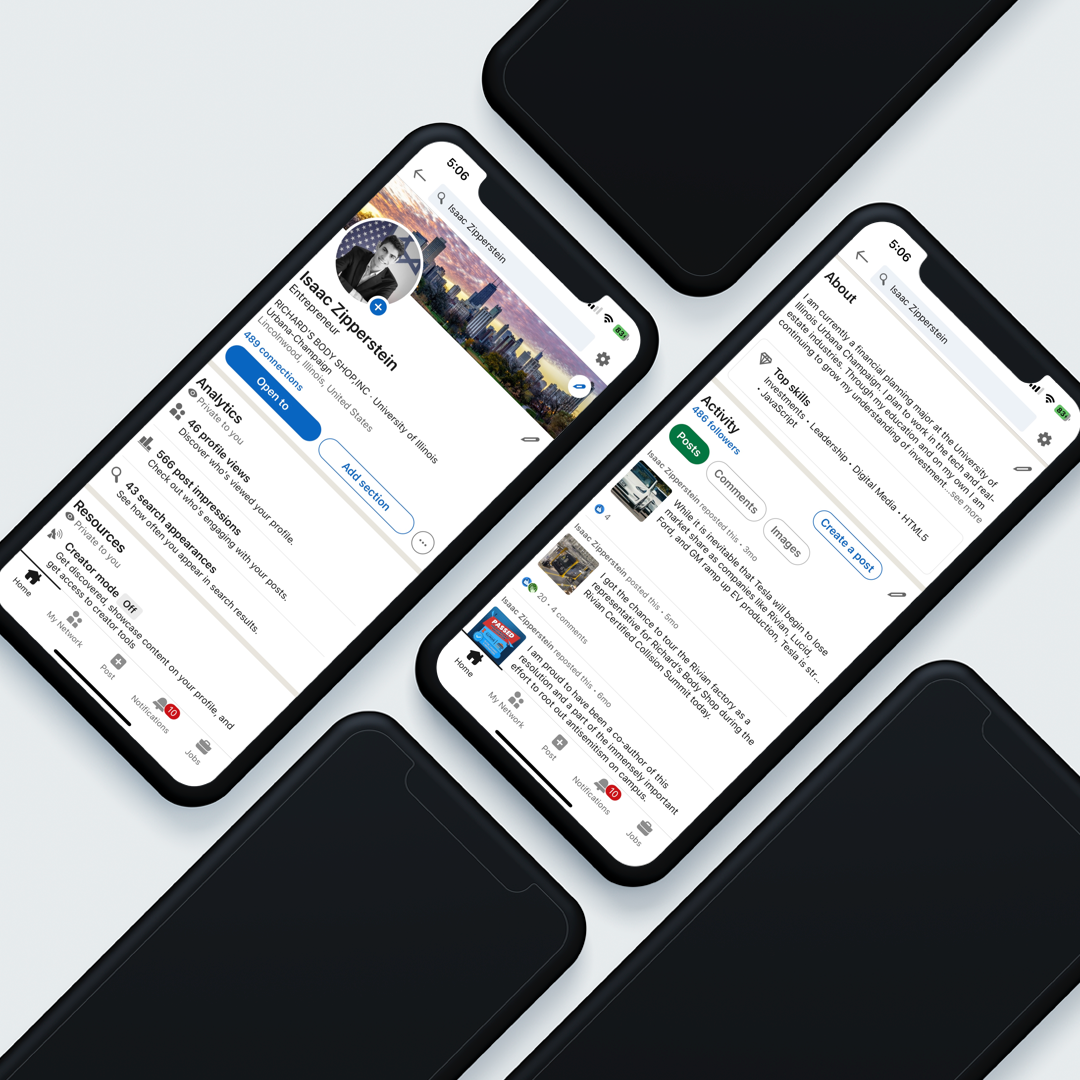 5:06
Isaac Zipperstein
83
Isaac Zipperstein
Entrepreneur
RICHARD'S BODY SHOP.INC • University of Illinois
Urbana-Champaign
Lincolnwood, Illinois, United States
489 connections
Open to
Add section
Analytics
Private to you
46 profile views
Discover who's viewed your profile.
566 post impressions
Check out who's engaging with your posts.
43 search appearances
See how often you appear in search results.
Resources
Private to you
Creator mode Off
Get discovered, showcase content on your profile, and
get access to creator tools
Home
My Network
Post
10
Notifications
Jobs
5:06
Isaac Zipperstein
83
About
I am currently a financial planning major at the University of
Illinois Urbana Champaign. I plan to work in the tech and real-
estate industries. Through my education and on my own I am
continuing to grow my understanding of investment ...see more
Top skills
Investments • Leadership • Digital Media • HTML5
• JavaScript
Activity
486 followers
Create a post
Posts
Comments
Images
Isaac Zipperstein reposted this • 3mo
While it is inevitable that Tesla will begin to lose
market share as companies like Rivian, Lucid,
Ford, and GM ramp up EV production, Tesla is str...
4
Isaac Zipperstein posted this • 5mo
I got the chance to tour the Rivian factory as a
representative for Richard's Body Shop during the
Rivian Certified Collision Summit today.
20 • 4 comments
Isaac Zipperstein reposted this • 6mo
PASSED
I am proud to have been a co-author of this
resolution and a part of the immensely important
effort to root out antisemitism on campus.
Home
My Network
Post
10
Notifications
Jobs